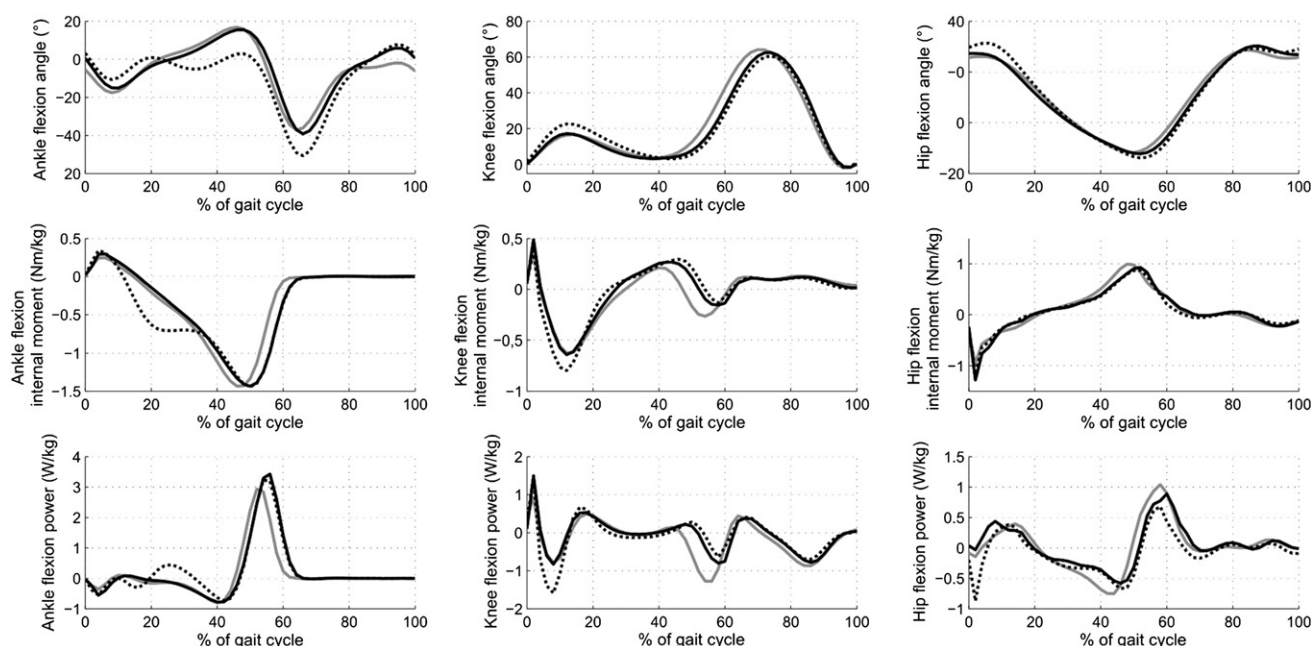 Ankle flexion angle (°)
20
0
−20
−40
20
0 20 40 60 80 100
% of gait cycle
Knee flexion angle (°)
80
60
40
20
0
0 20 40 60 80 100
% of gait cycle
Hip flexion angle (°)
40
−0
0
−20
0 20 40 60 80 100
% of gait cycle
Ankle flexion
internal moment (Nm/kg)
0.5
0
−0.5
−1
−1.5
0 20 40 60 80 100
% of gait cycle
Knee flexion
internal moment (Nm/kg)
0,5
0
−0.5
−1
0 20 40 60 80 100
% of gait cycle
Hip flexion
internal moment (Nm/kg)
1
0
−1
0 20 40 60 80 100
% of gait cycle
Ankle flexion power (W/kg)
4
3
2
1
0
−1
0 20 40 60 80 100
% of gait cycle
Knee flexion power (W/kg)
2
1
0
−1
−2
0 20 40 60 80 100
% of gait cycle
Hip flexion power (W/kg)
1.5
1
0.5
0
−0.5
−1
0 20 40 60 80 100
% of gait cycle